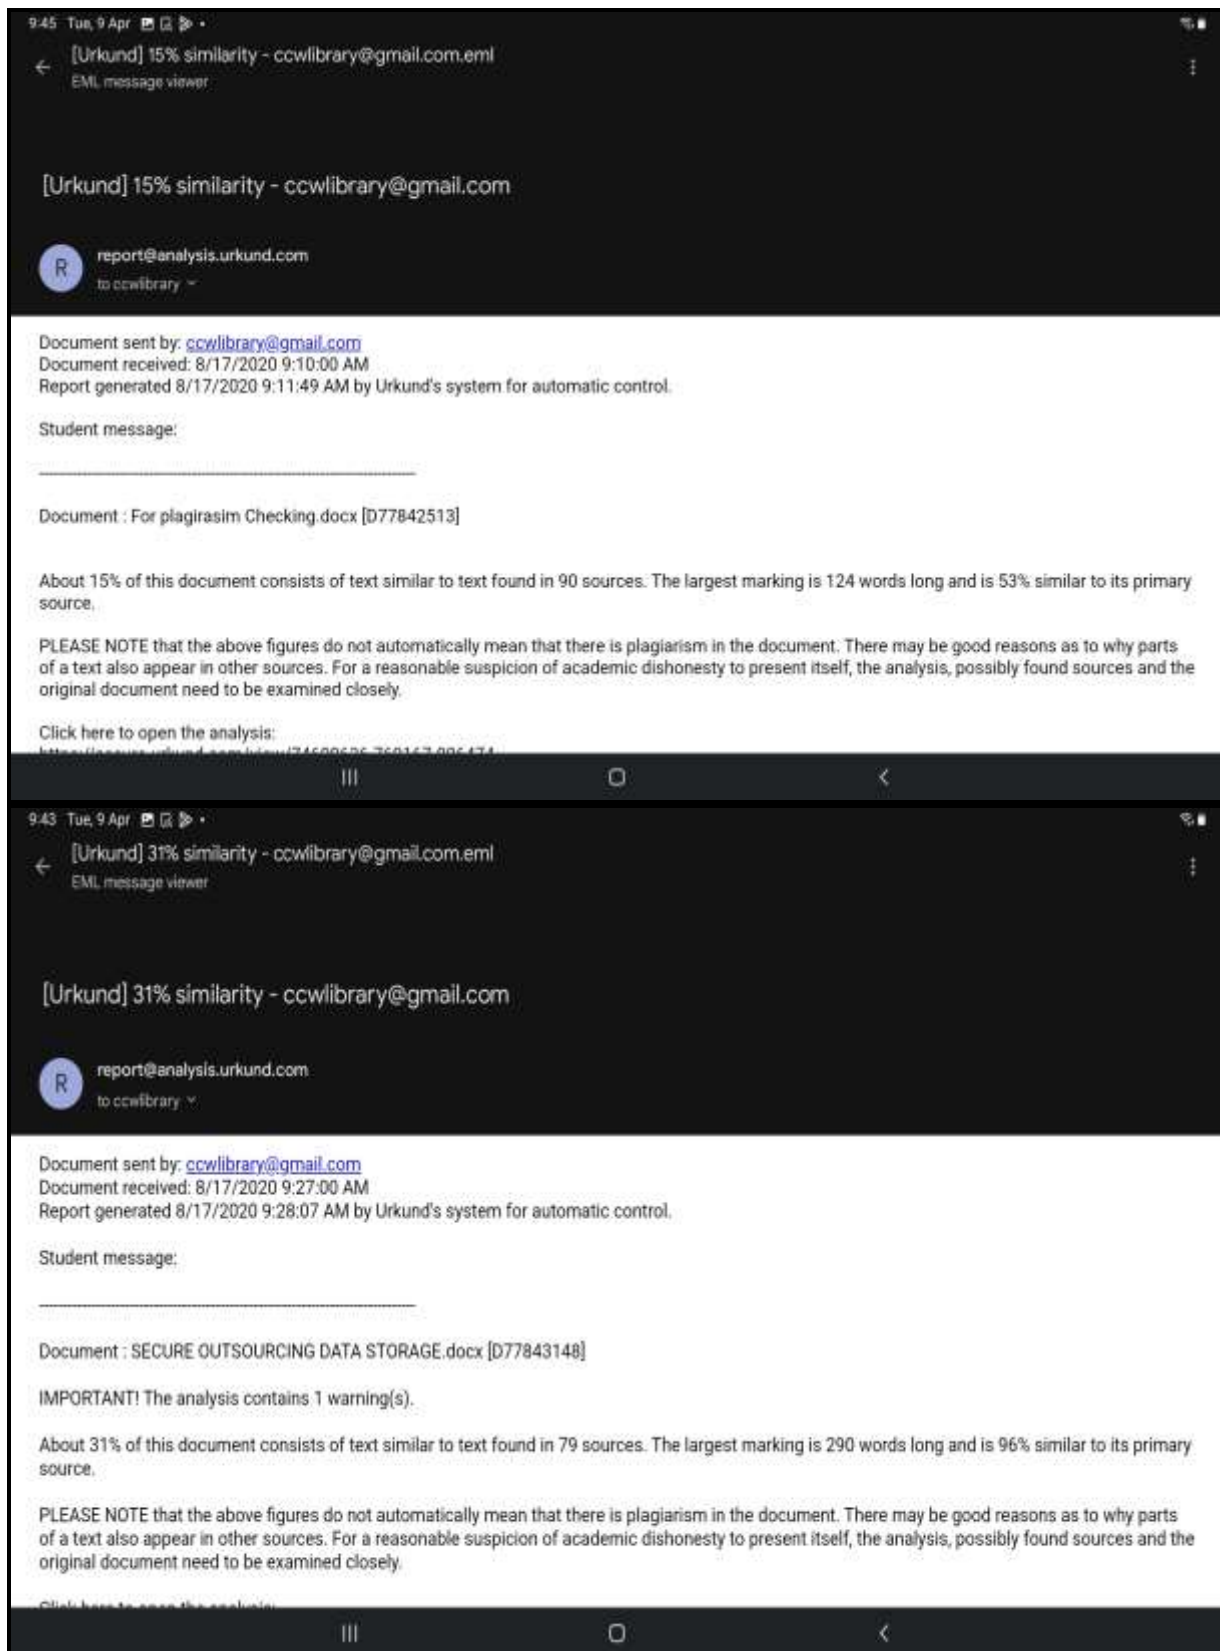 9:45 Tue, 9 Apr
[Urkund] 15% similarity - ccwlibrary@gmail.com.eml
EML message viewer
[Urkund] 15% similarity - ccwlibrary@gmail.com
R
report@analysis.urkund.com
to ccwlibrary
Document sent by: ccwlibrary@gmail.com
Document received: 8/17/2020 9:10:00 AM
Report generated 8/17/2020 9:11:49 AM by Urkund's system for automatic control.
Student message:
Document : For plagirasim Checking.docx [D77842513]
About 15% of this document consists of text similar to text found in 90 sources. The largest marking is 124 words long and is 53% similar to its primary
source.
PLEASE NOTE that the above figures do not automatically mean that there is plagiarism in the document. There may be good reasons as to why parts
of a text also appear in other sources. For a reasonable suspicion of academic dishonesty to present itself, the analysis, possibly found sources and the
original document need to be examined closely.
Click here to open the analysis:
9:43 Tue, 9 Apr
[Urkund] 31% similarity - ccwlibrary@gmail.com.eml
EML message viewer
[Urkund] 31% similarity - ccwlibrary@gmail.com
R
report@analysis.urkund.com
to ccwlibrary
Document sent by: ccwlibrary@gmail.com
Document received: 8/17/2020 9:27:00 AM
Report generated 8/17/2020 9:28:07 AM by Urkund's system for automatic control.
Student message:
Document : SECURE OUTSOURCING DATA STORAGE.docx [D77843148]
IMPORTANT! The analysis contains 1 warning(s).
About 31% of this document consists of text similar to text found in 79 sources. The largest marking is 290 words long and is 96% similar to its primary
source.
PLEASE NOTE that the above figures do not automatically mean that there is plagiarism in the document. There may be good reasons as to why parts
of a text also appear in other sources. For a reasonable suspicion of academic dishonesty to present itself, the analysis, possibly found sources and the
original document need to be examined closely.
Click here to open the analysis: